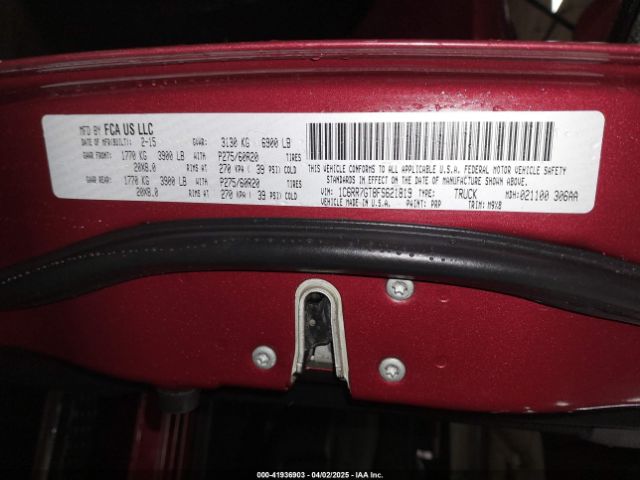 MFD BY FCA US LLC
DATE OF MFR(BUILT): 2-15 GVWR: 3130 KG 6900 LB
GAWR FRONT: 1770 KG 3900 LB WITH P275/60R20 TIRES
20X8.0 RIMS AT 270 KPA ( 39 PSI) COLD
GAWR REAR: 1770 KG 3900 LB WITH P275/60R20 TIRES
20X8.0 RIMS AT 270 KPA ( 39 PSI) COLD
THIS VEHICLE CONFORMS TO ALL APPLICABLE U.S.A. FEDERAL MOTOR VEHICLE SAFETY
STANDARDS IN EFFECT ON THE DATE OF MANUFACTURE SHOWN ABOVE.
VIN: 1C6RR7GT8FS621819 TYPE: TRUCK MDH:021100 306AA
VEHICLE MADE IN U.S.A. PAINT: PRP TRIM: M9X8
000-41936903 - 04/02/2025 - IAAI, Inc.